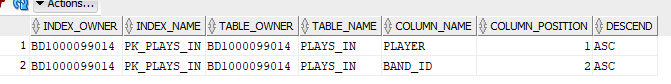 Actions...
INDEX_OWNER INDEX_NAME TABLE_OWNER TABLE_NAME COLUMN_NAME COLUMN_POSITION DESCEND
1 BD1000099014 PK_PLAYS_IN BD1000099014 PLAYS_IN PLAYER 1 ASC
2 BD1000099014 PK_PLAYS_IN BD1000099014 PLAYS_IN BAND_ID 2 ASC